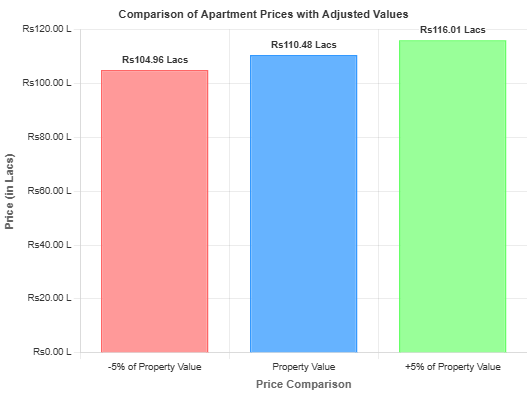 Comparison of Apartment Prices with Adjusted Values
Rs120.00 L
Rs100.00 L
Rs80.00 L
Rs60.00 L
Rs40.00 L
Rs20.00 L
Rs0.00 L
Price (in Lacs)
Rs104.96 Lacs
Rs110.48 Lacs
Rs116.01 Lacs
-5% of Property Value
Property Value
+5% of Property Value
Price Comparison